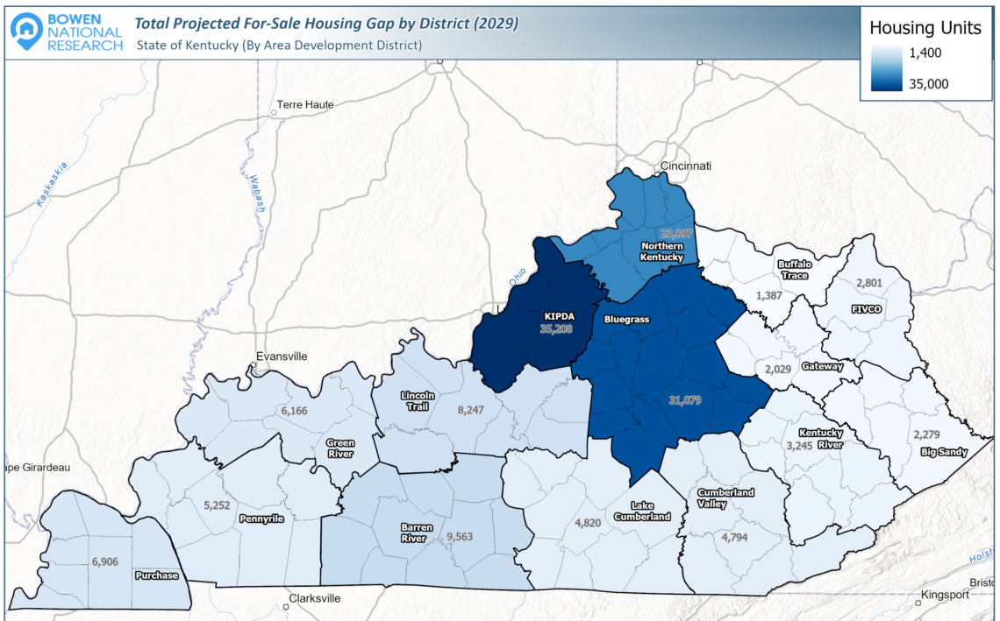 BOWEN
NATIONAL
RESEARCH
Total Projected For-Sale Housing Gap by District (2029)
State of Kentucky (By Area Development District)
Housing Units
1,400
35,000
Terre Haute
Kaskaskia
Wabash
Cincinnati
23,897
Northern
Kentucky
Buffalo
Trace
1,387
2,801
FIVCO
Ohio
L
KIPDA
35,208
Bluegrass
31,079
2,029
Gateway
Evansville
Lincoln
Trail
8,247
6,166
Green
River
Kentucky
3,245
River
2,279
Big Sandy
ape Girardeau
5,252
Pennyrile
Barren
River
9,563
Lake
Cumberland
4,820
Cumberland
Valley
4,794
6,906
Purchase
Clarksville
Holst
Bristo
Kingsport